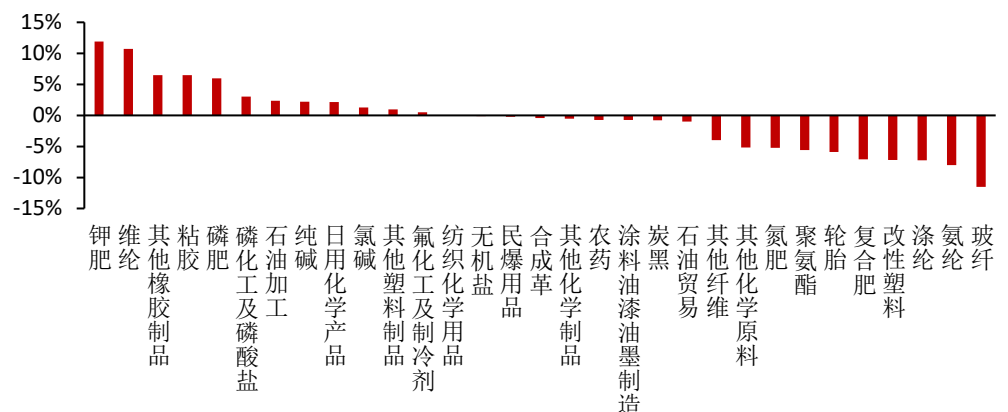 15%
10%
5%
0%
-5%
-10%
-15%
钾肥
维纶
其他橡胶制品
粘胶
磷肥
磷化工及磷酸盐
石油加工
纯碱
日用化学产品
氯碱
其他塑料制品
氟化工及制冷剂
纺织化学用品
无机盐
民爆用品
合成革
其他化学制品
农药
涂料油漆油墨制造
炭黑
石油贸易
其他纤维
其他化学原料
氮肥
聚氨酯
轮胎
复合肥
改性塑料
涤纶
氨纶
玻纤